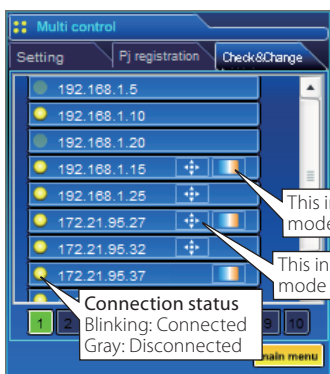 Multi control
Setting Pj registration Check&Change
192.168.1.5
192.168.1.10
192.168.1.20
192.168.1.15
192.168.1.25
This in
mode
172.21.95.27
172.21.95.32
This in
mode
172.21.95.37
Connection status
Blinking: Connected
Gray: Disconnected
1 2 9 10
main menu